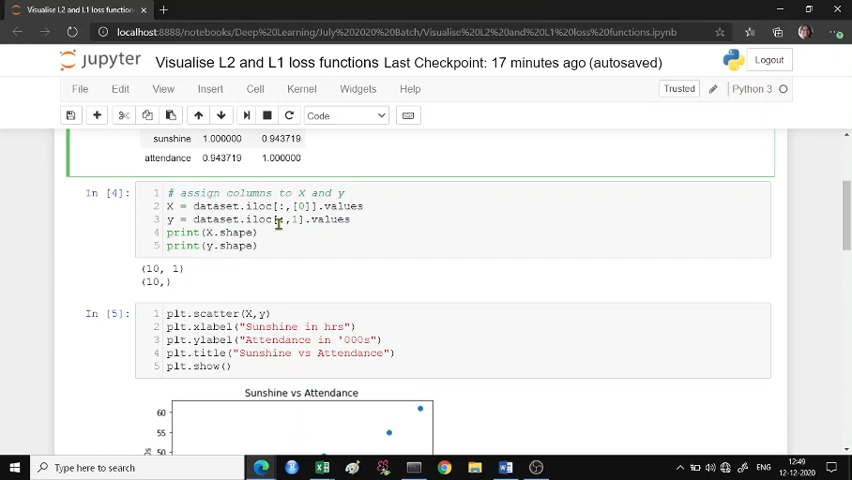 Visualise L2 and L1 loss functions
localhost:8888/notebooks/Deep%20Learning/July%202020%20Batch/Visualise%20L2%20and%20L1%20loss%20functions.ipynb
jupyter Visualise L2 and L1 loss functions Last Checkpoint: 17 minutes ago (autosaved)
Logout
File Edit View Insert Cell Kernel Widgets Help
Trusted
Python 3
Code
sunshine 1.000000 0.943719
attendance 0.943719 1.000000
In [4]:
1 # assign columns to X and y
2 X = dataset.iloc[:,[0]].values
3 y = dataset.iloc[:,1].values
4 print(X.shape)
5 print(y.shape)
(10, 1)
(10,)
In [5]:
1 plt.scatter(X,y)
2 plt.xlabel("Sunshine in hrs")
3 plt.ylabel("Attendance in '000s")
4 plt.title("Sunshine vs Attendance")
5 plt.show()
Sunshine vs Attendance
60
55
50
Type here to search
ENG
12:49
12-12-2020